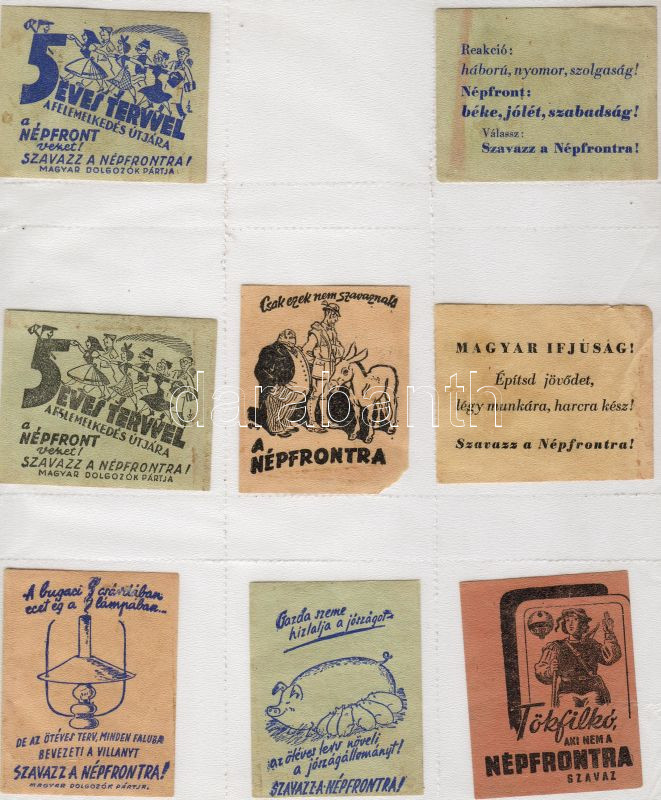 5
ÉVES TERVVEL
A FELEMELKEDÉS ÚTJÁRA
a
NÉPFRONT
vehet!
SZAVAZZ A NÉPFRONTRA!
MAGYAR DOLGOZÓK PÁRTJA
Reakció:
háború, nyomor, szolgaság!
Népfront:
béke, jólét, szabadság!
Válassz:
Szavazz a Népfrontra!
5
ÉVES TERVVEL
A FELEMELKEDÉS ÚTJÁRA
a
NÉPFRONT
vehet!
SZAVAZZ A NÉPFRONTRA!
MAGYAR DOLGOZÓK PÁRTJA
Csak ezek nem szavaznak
A
NÉPFRONTRA
MAGYAR IFJÚSÁG!
Építsd jövődet,
légy munkára, harcra kész!
Szavazz a Népfrontra!
darabanth
A bugaci csárdában
ecet ég a lámpában...
DE AZ ÖTÉVES TERV, MINDEN FALUBA
BEVEZETI A VILLANYT
SZAVAZZ A NÉPFRONTRA!
MAGYAR DOLGOZÓK PÁRTJA.
Gazda szeme
hizlalja a jószágot
az ötéves terv növeli
a jószágállományt!
SZAVAZZ A NÉPFRONTRA!
Tökfilkó,
AKI NEM A
NÉPFRONTRA
SZAVAZ